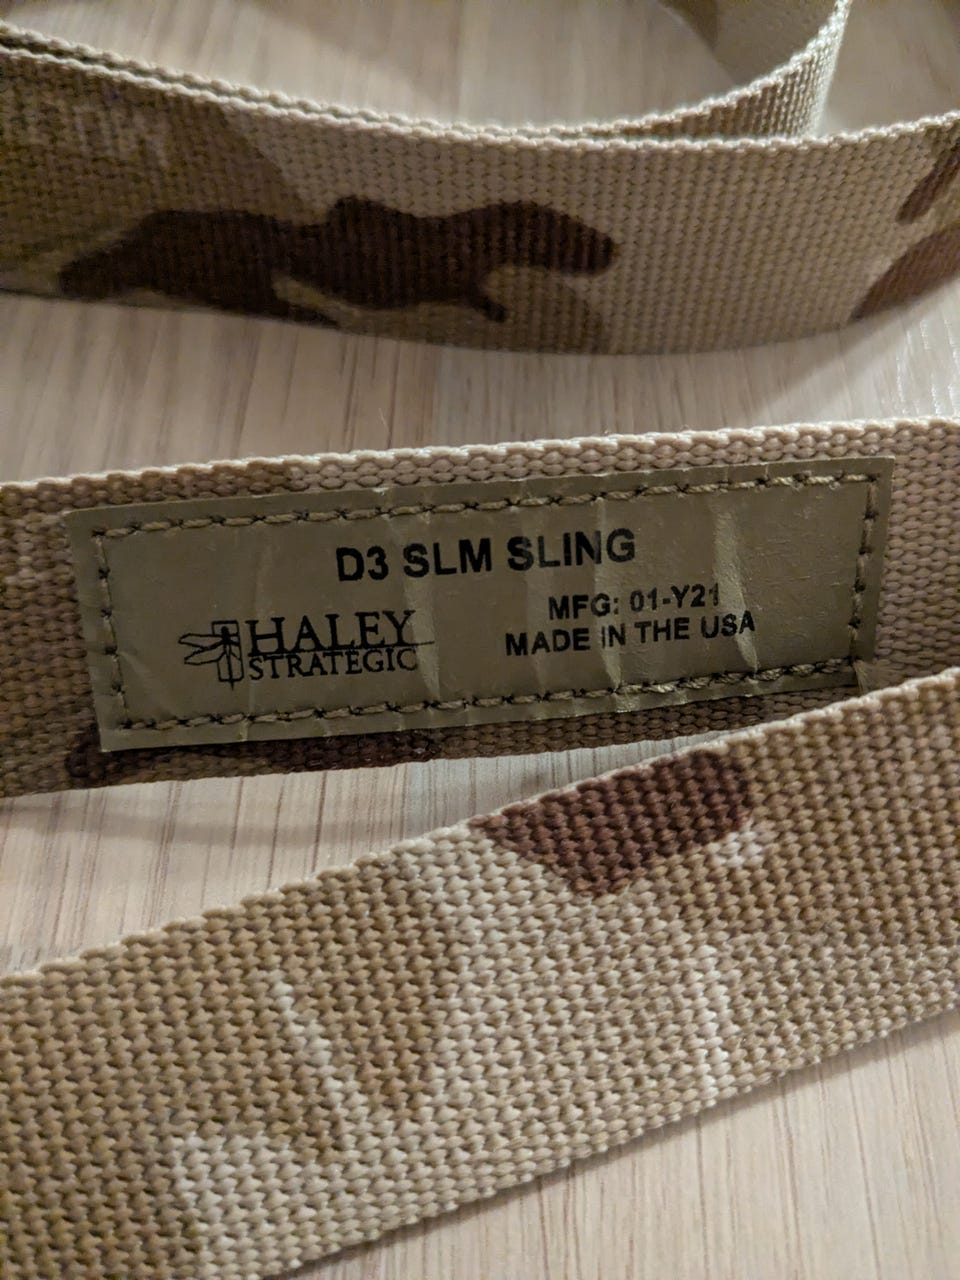 D3 SLM SLING
HALEY
STRATEGIC
MFG: 01-Y21
MADE IN THE USA